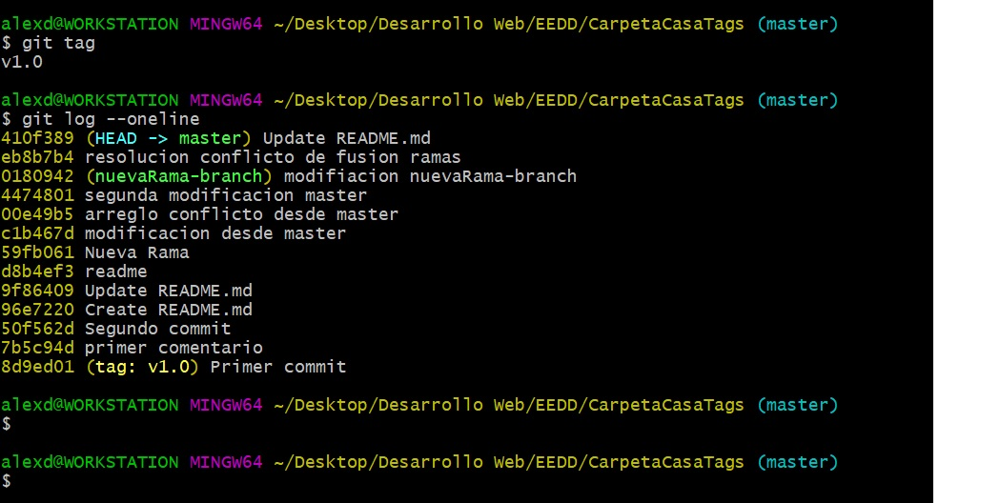 alexd@WORKSTATION MINGW64 ~/Desktop/Desarrollo Web/EEDD/CarpetaCasaTags (master)
$ git tag
v1.0
alexd@WORKSTATION MINGW64 ~/Desktop/Desarrollo Web/EEDD/CarpetaCasaTags (master)
$ git log --oneline
410f389 (HEAD -> master) Update README.md
eb8b7b4 resolucion conflicto de fusion ramas
0180942 (nuevaRama-branch) modifiacion nuevaRama-branch
4474801 segunda modificacion master
00e49b5 arreglo conflicto desde master
c1b467d modificacion desde master
59fb061 Nueva Rama
d8b4ef3 readme
9f86409 Update README.md
96e7220 Create README.md
50f562d Segundo commit
7b5c94d primer comentario
8d9ed01 (tag: v1.0) Primer commit
alexd@WORKSTATION MINGW64 ~/Desktop/Desarrollo Web/EEDD/CarpetaCasaTags (master)
$
alexd@WORKSTATION MINGW64 ~/Desktop/Desarrollo Web/EEDD/CarpetaCasaTags (master)
$